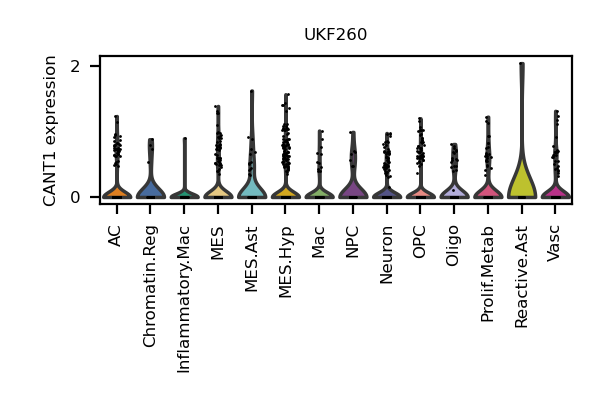 UKF260
CANT1 expression
2
0
AC
Chromatin.Reg
Inflammatory.Mac
MES
MES.Ast
MES.Hyp
Mac
NPC
Neuron
OPC
Oligo
Prolif.Metab
Reactive.Ast
Vasc